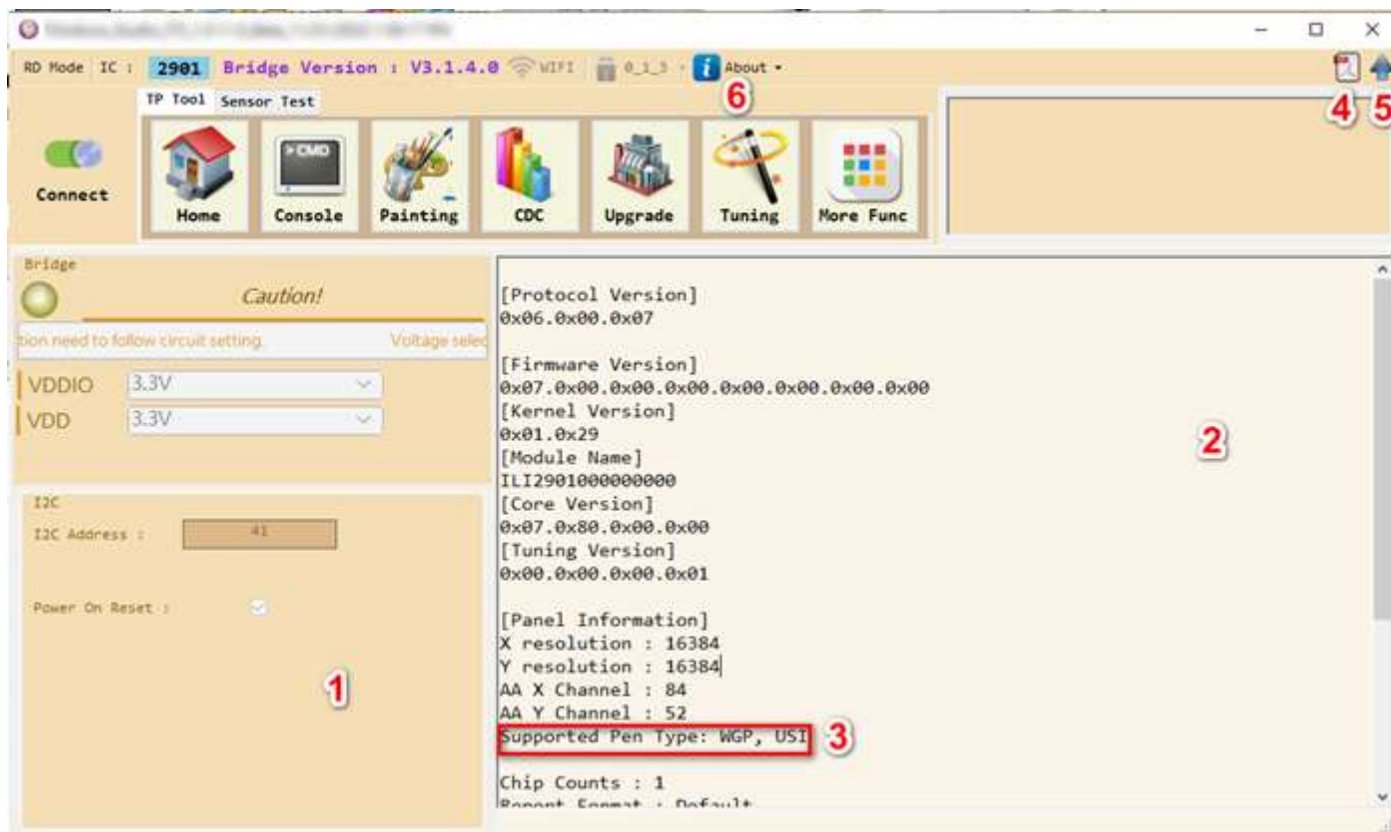 RD Mode IC : 2901 Bridge Version : V3.1.4.0 WIFI 0_1_3 About
6
4
5
TP Tool Sensor Test
Connect
> CMD
Home Console Painting CDC Upgrade Tuning More Func
Bridge
Caution!
tion need to follow circuit setting. Voltage selec
VDDIO 3.3V
VDD 3.3V
I2C
I2C Address : 41
Power On Reset :
1
[Protocol Version]
0x06.0x00.0x07
[Firmware Version]
0x07.0x00.0x00.0x00.0x00.0x00.0x00.0x00
[Kernel Version]
0x01.0x29
[Module Name]
ILI2901000000000
[Core Version]
0x07.0x80.0x00.0x00
[Tuning Version]
0x00.0x00.0x00.0x01
[Panel Information]
X resolution : 16384
Y resolution : 16384
AA X Channel : 84
AA Y Channel : 52
Supported Pen Type: WGP, USI
Chip Counts : 1
Report Format : Default
2
3